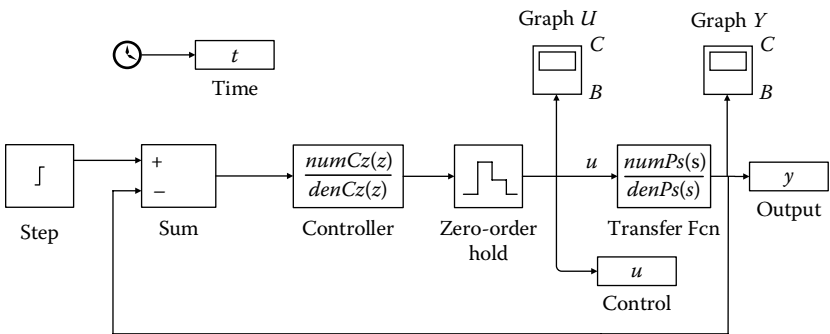 Graph U
Graph Y
C
C
t
Time
B
B
+
−
numCz(z)
denCz(z)
u
numPs(s)
denPs(s)
y
Step
Sum
Controller
Zero-order
hold
Transfer Fcn
Output
u
Control